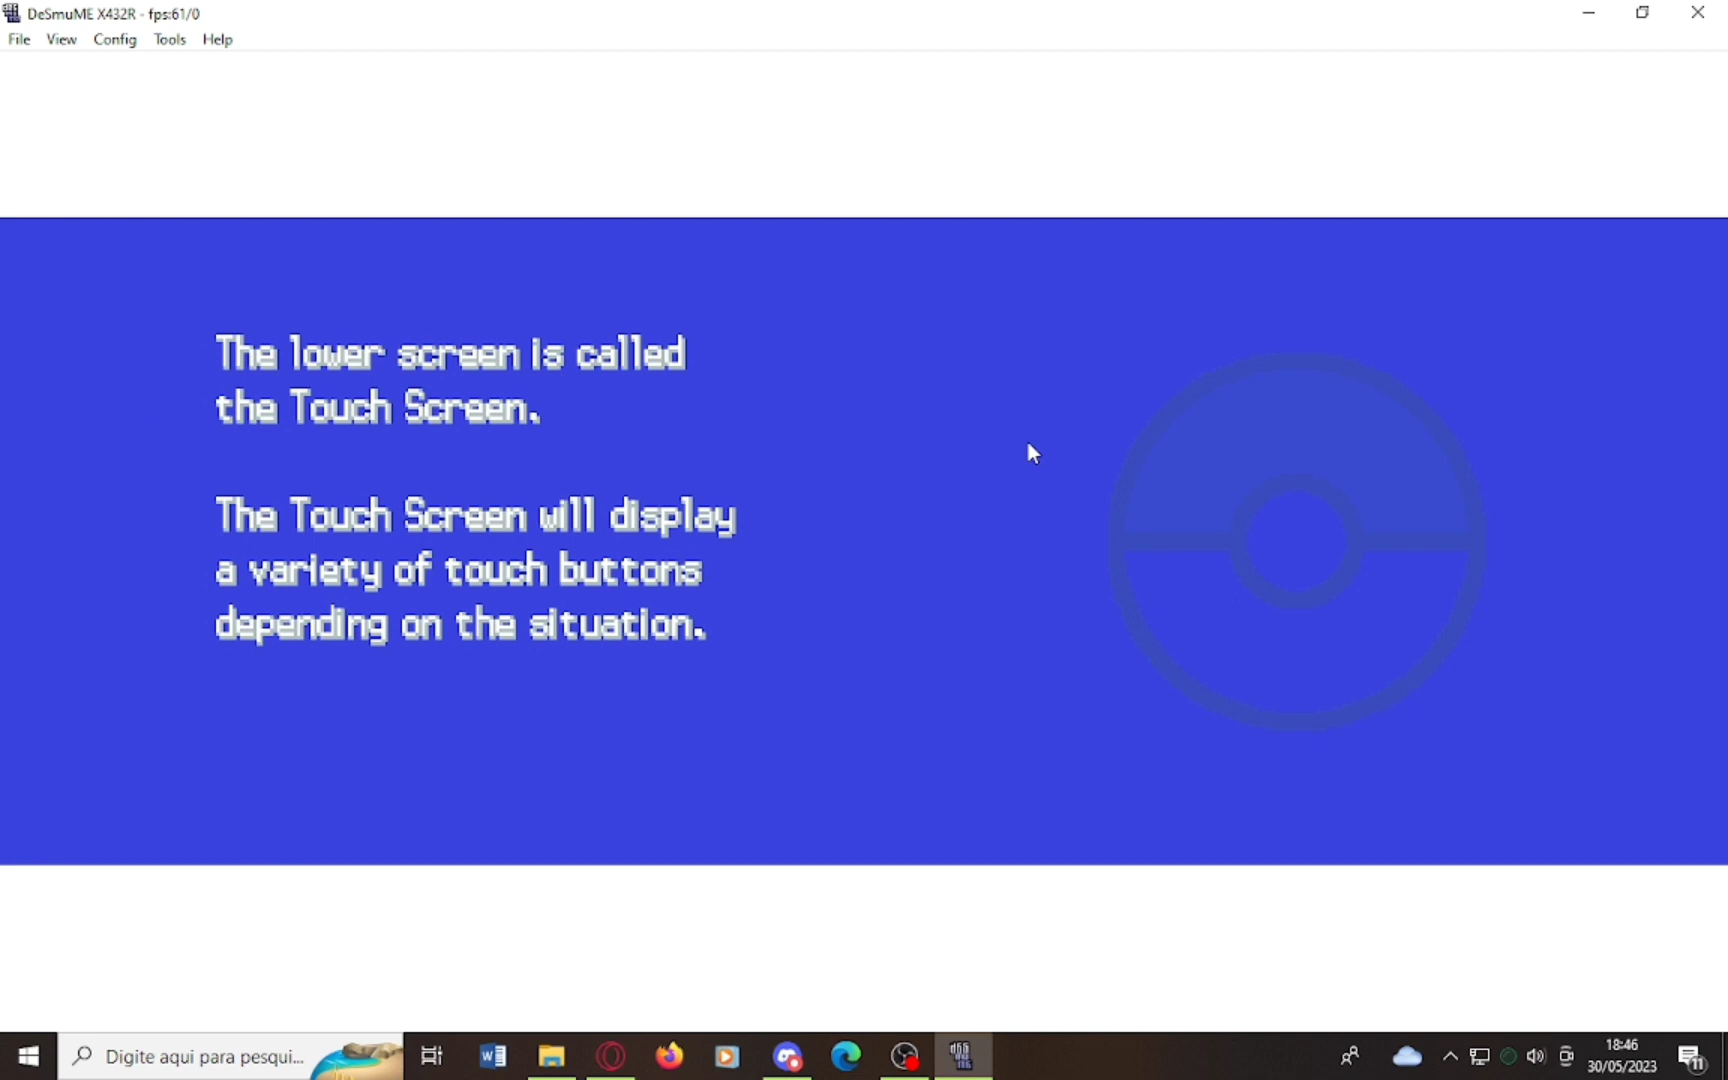 DeSmuME X432R - fps:61/0
File View Config Tools Help
The lower screen is called
the Touch Screen.
The Touch Screen will display
a variety of touch buttons
depending on the situation.
Digite aqui para pesqui...
18:46
30/05/2023
11